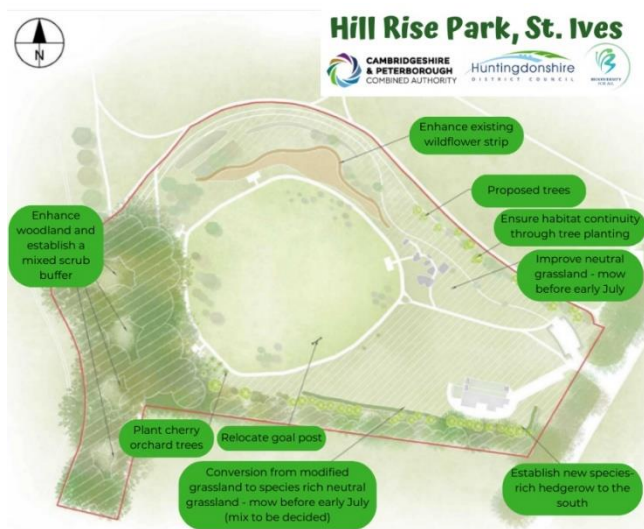 Hill Rise Park, St. Ives
N
CAMBRIDGESHIRE
& PETERBOROUGH
COMBINED AUTHORITY
Huntingdonshire
DISTRICT COUNCIL
BIODIVERSITY
FOR ALL
Enhance existing
wildflower strip
Proposed trees
Ensure habitat continuity
through tree planting
Improve neutral
grassland - mow
before early July
Enhance
woodland and
establish a
mixed scrub
buffer
Plant cherry
orchard trees
Relocate goal post
Conversion from modified
grassland to species rich neutral
grassland - mow before early July
(mix to be decided)
Establish new species-
rich hedgerow to the
south